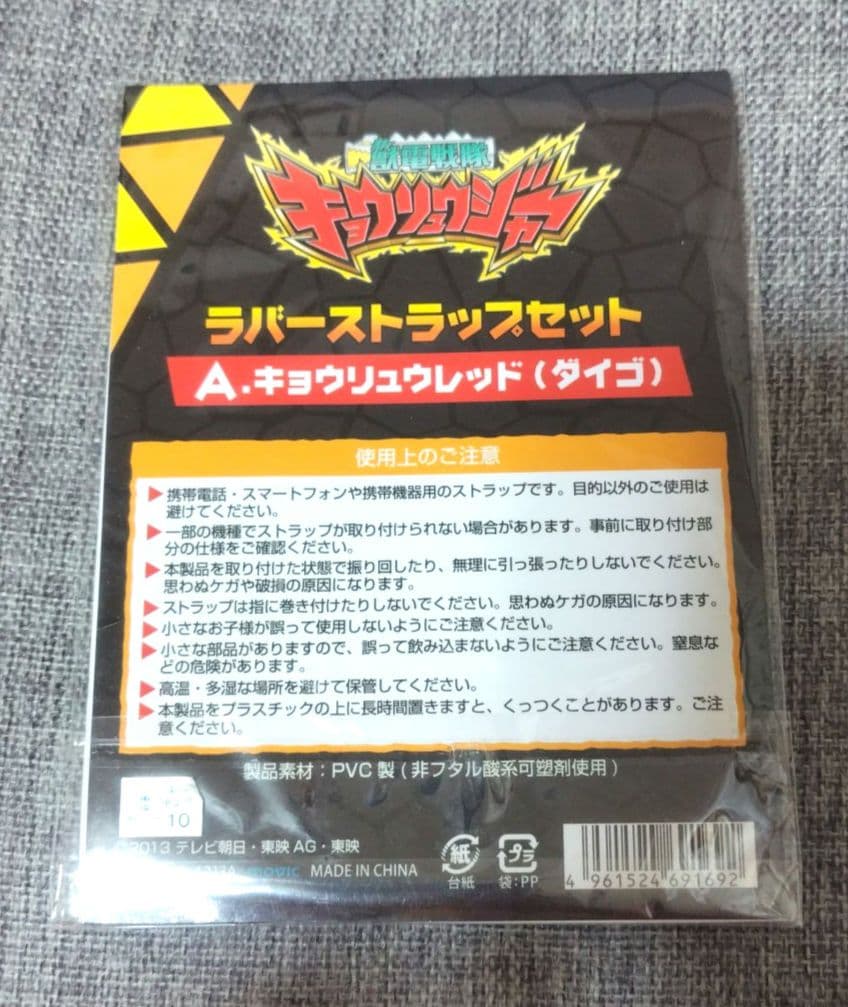 獣電戦隊
キョウリュウジャー
ラバーストラップセット
A.キョウリュウレッド(ダイゴ)
使用上のご注意
▶携帯電話・スマートフォンや携帯機器用のストラップです。目的以外のご使用は
避けてください。
▶一部の機種でストラップが取り付けられない場合があります。事前に取り付け部
分の仕様をご確認ください。
▶本製品を取り付けた状態で振り回したり、無理に引っ張ったりしないでください。
思わぬケガや破損の原因になります。
▶ストラップは指に巻き付けたりしないでください。思わぬケガの原因になります。
▶小さなお子様が誤って使用しないようにご注意ください。
▶小さな部品がありますので、誤って飲み込まないようにご注意ください。窒息な
どの危険があります。
▶高温・多湿な場所を避けて保管してください。
▶本製品をプラスチックの上に長時間置きますと、くっつくことがあります。ご注
意ください。
製品素材:PVC製(非フタル酸系可塑剤使用)
10
©2013 テレビ朝日・東映AG・東映
movic MADE IN CHINA
紙
台紙
プラ
袋:PP
4 961524 691692